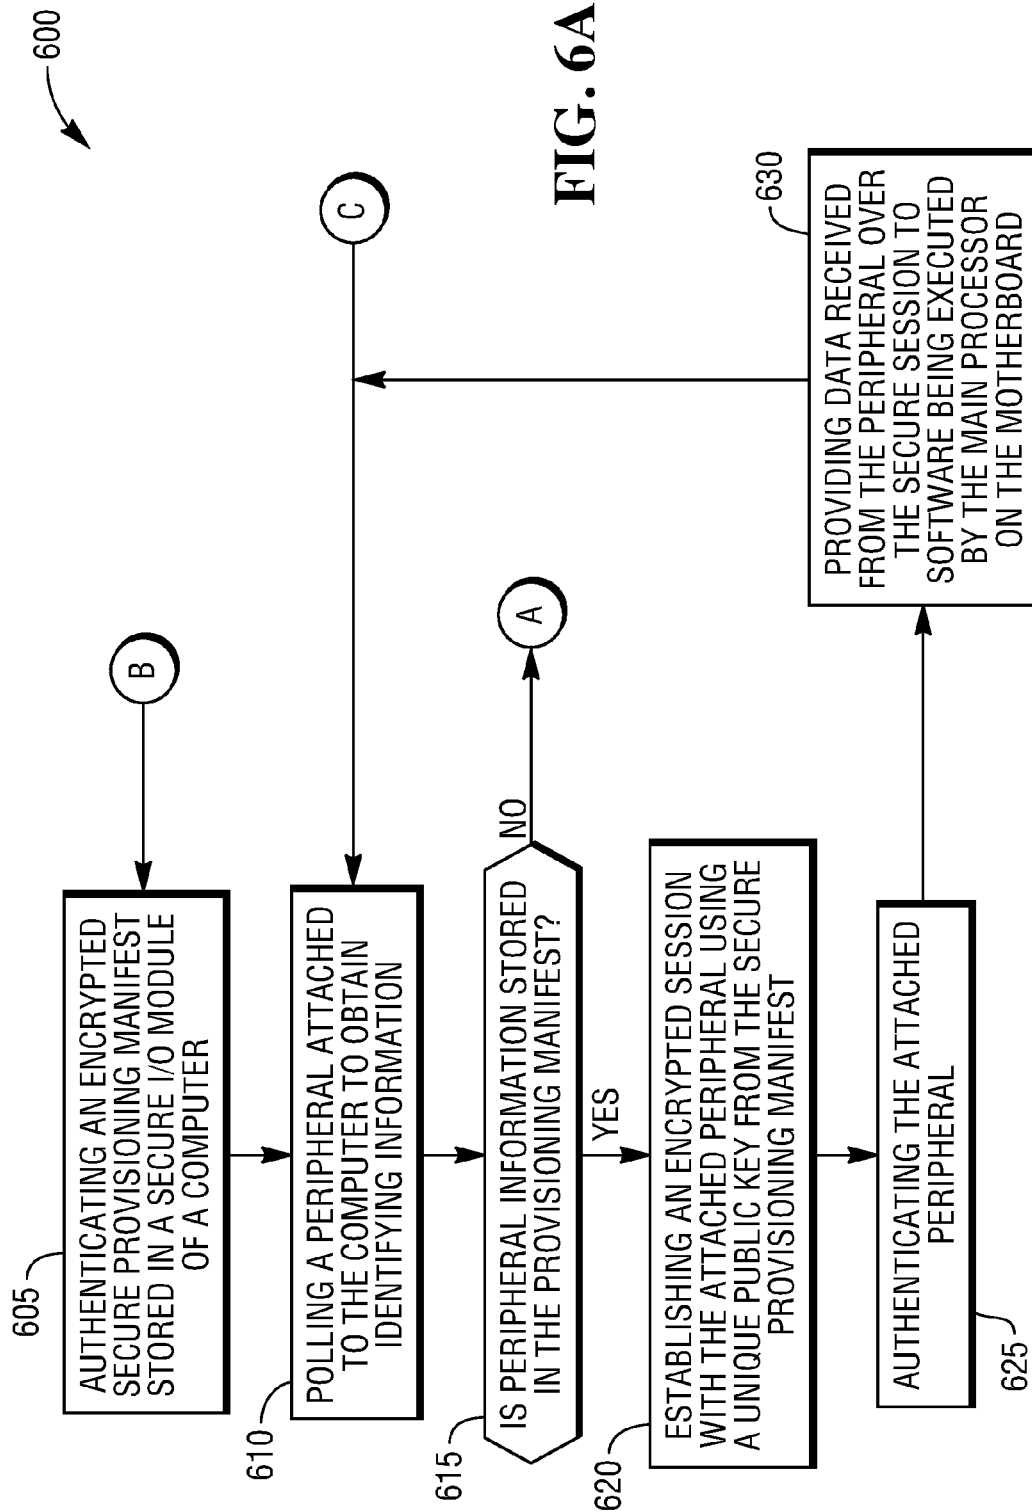 600
B
605
AUTHENTICATING AN ENCRYPTED
SECURE PROVISIONING MANIFEST
STORED IN A SECURE I/O MODULE
OF A COMPUTER
C
610
POLLING A PERIPHERAL ATTACHED
TO THE COMPUTER TO OBTAIN
IDENTIFYING INFORMATION
615
IS PERIPHERAL INFORMATION STORED
IN THE PROVISIONING MANIFEST?
NO
A
YES
620
ESTABLISHING AN ENCRYPTED SESSION
WITH THE ATTACHED PERIPHERAL USING
A UNIQUE PUBLIC KEY FROM THE SECURE
PROVISIONING MANIFEST
625
AUTHENTICATING THE ATTACHED
PERIPHERAL
630
PROVIDING DATA RECEIVED
FROM THE PERIPHERAL OVER
THE SECURE SESSION TO
SOFTWARE BEING EXECUTED
BY THE MAIN PROCESSOR
ON THE MOTHERBOARD
FIG. 6A